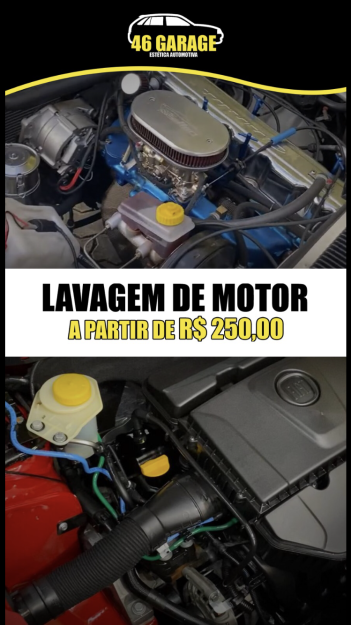 46 GARAGE
ESTÉTICA AUTOMOTIVA
LAVAGEM DE MOTOR
A PARTIR DE R$ 250,00